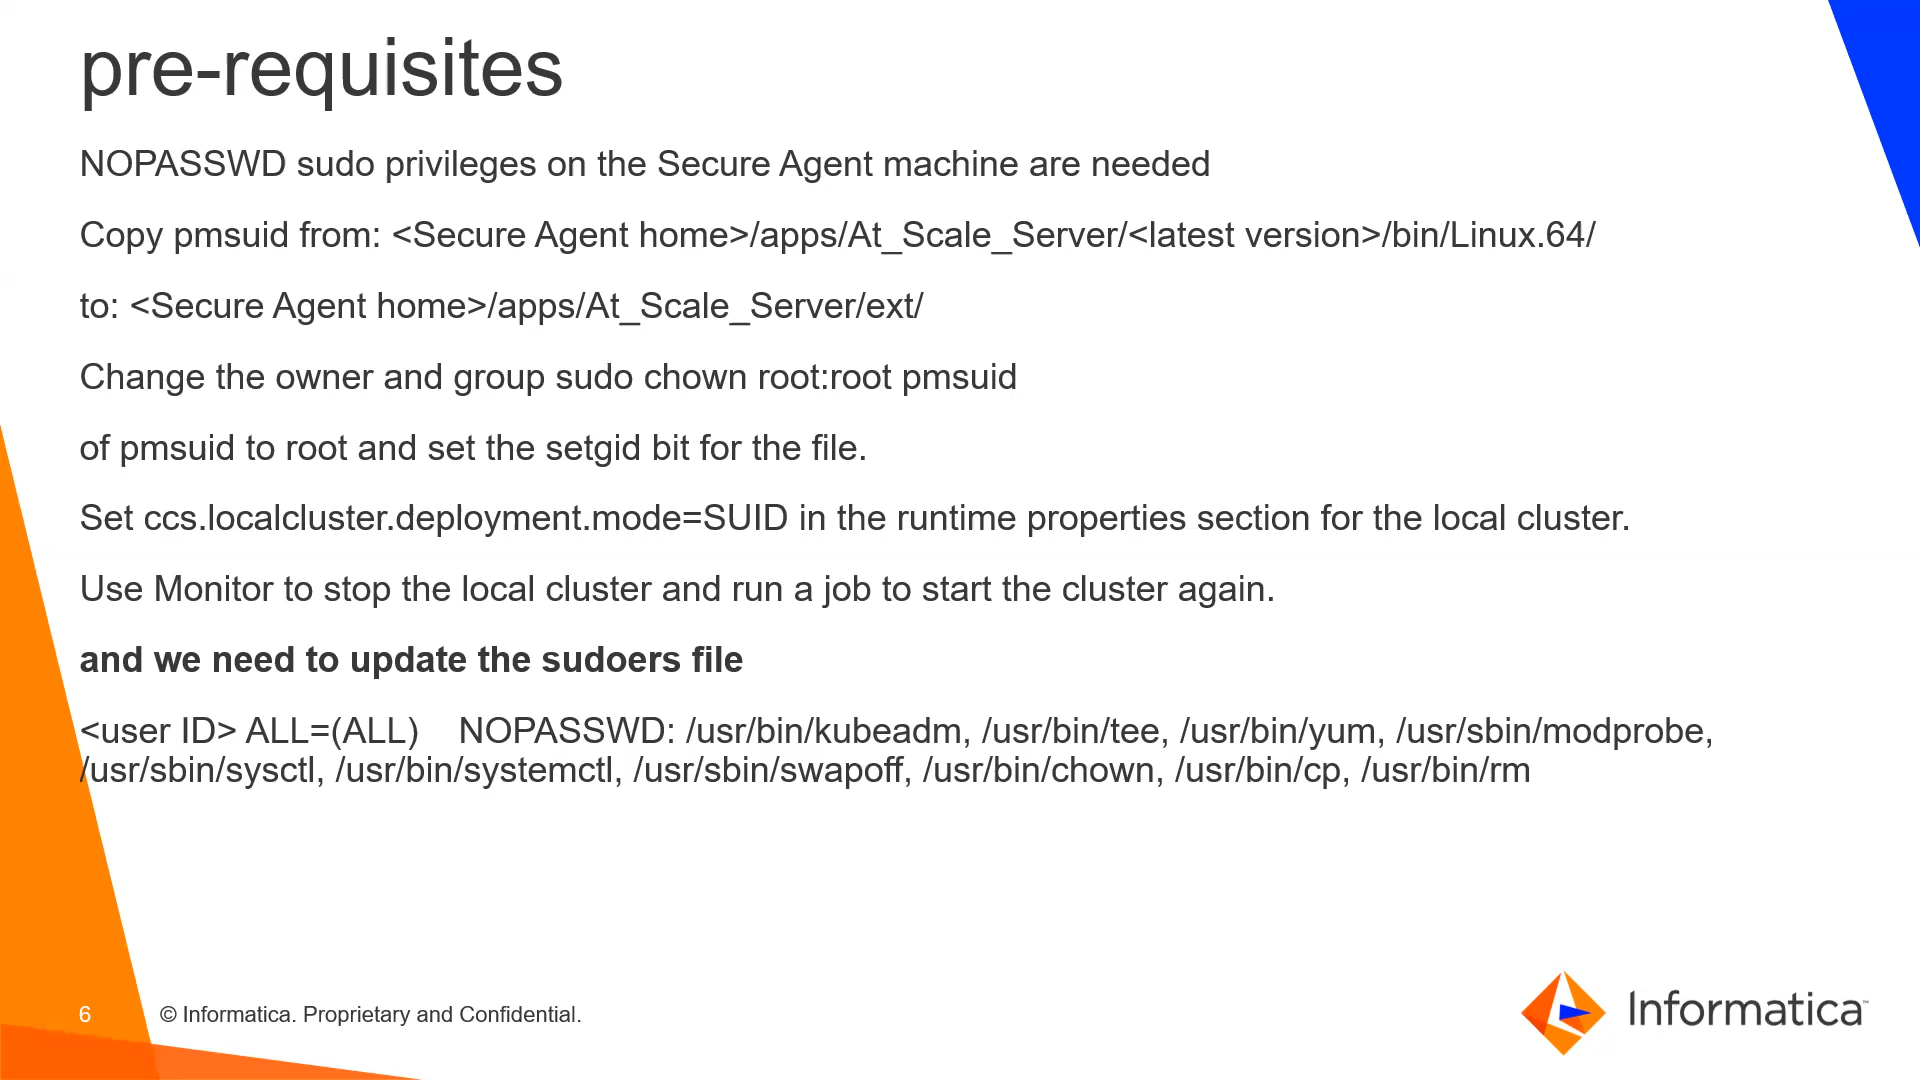 pre-requisites
NOPASSWD sudo privileges on the Secure Agent machine are needed
Copy pmsuid from: <Secure Agent home>/apps/At_Scale_Server/<latest version>/bin/Linux.64/
to: <Secure Agent home>/apps/At_Scale_Server/ext/
Change the owner and group sudo chown root:root pmsuid
of pmsuid to root and set the setgid bit for the file.
Set ccs.localcluster.deployment.mode=SUID in the runtime properties section for the local cluster.
Use Monitor to stop the local cluster and run a job to start the cluster again.
and we need to update the sudoers file
<user ID> ALL=(ALL)    NOPASSWD: /usr/bin/kubeadm, /usr/bin/tee, /usr/bin/yum, /usr/sbin/modprobe,
/usr/sbin/sysctl, /usr/bin/systemctl, /usr/sbin/swapoff, /usr/bin/chown, /usr/bin/cp, /usr/bin/rm
6
© Informatica. Proprietary and Confidential.
Informatica™